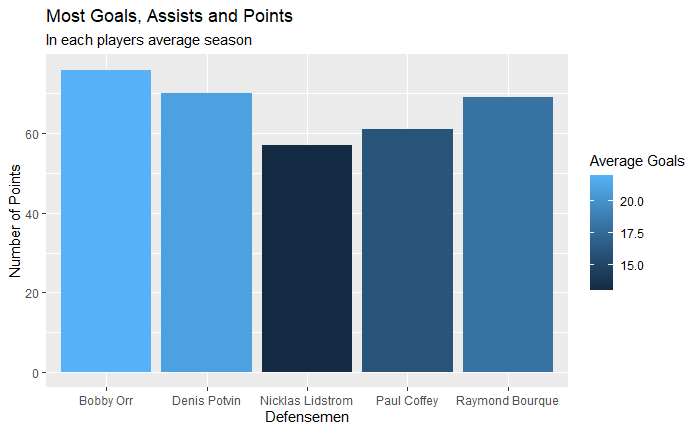 Most Goals, Assists and Points
In each players average season
Number of Points
60
40
20
0
Bobby Orr
Denis Potvin
Nicklas Lidstrom
Paul Coffey
Raymond Bourque
Defensemen
Average Goals
20.0
17.5
15.0